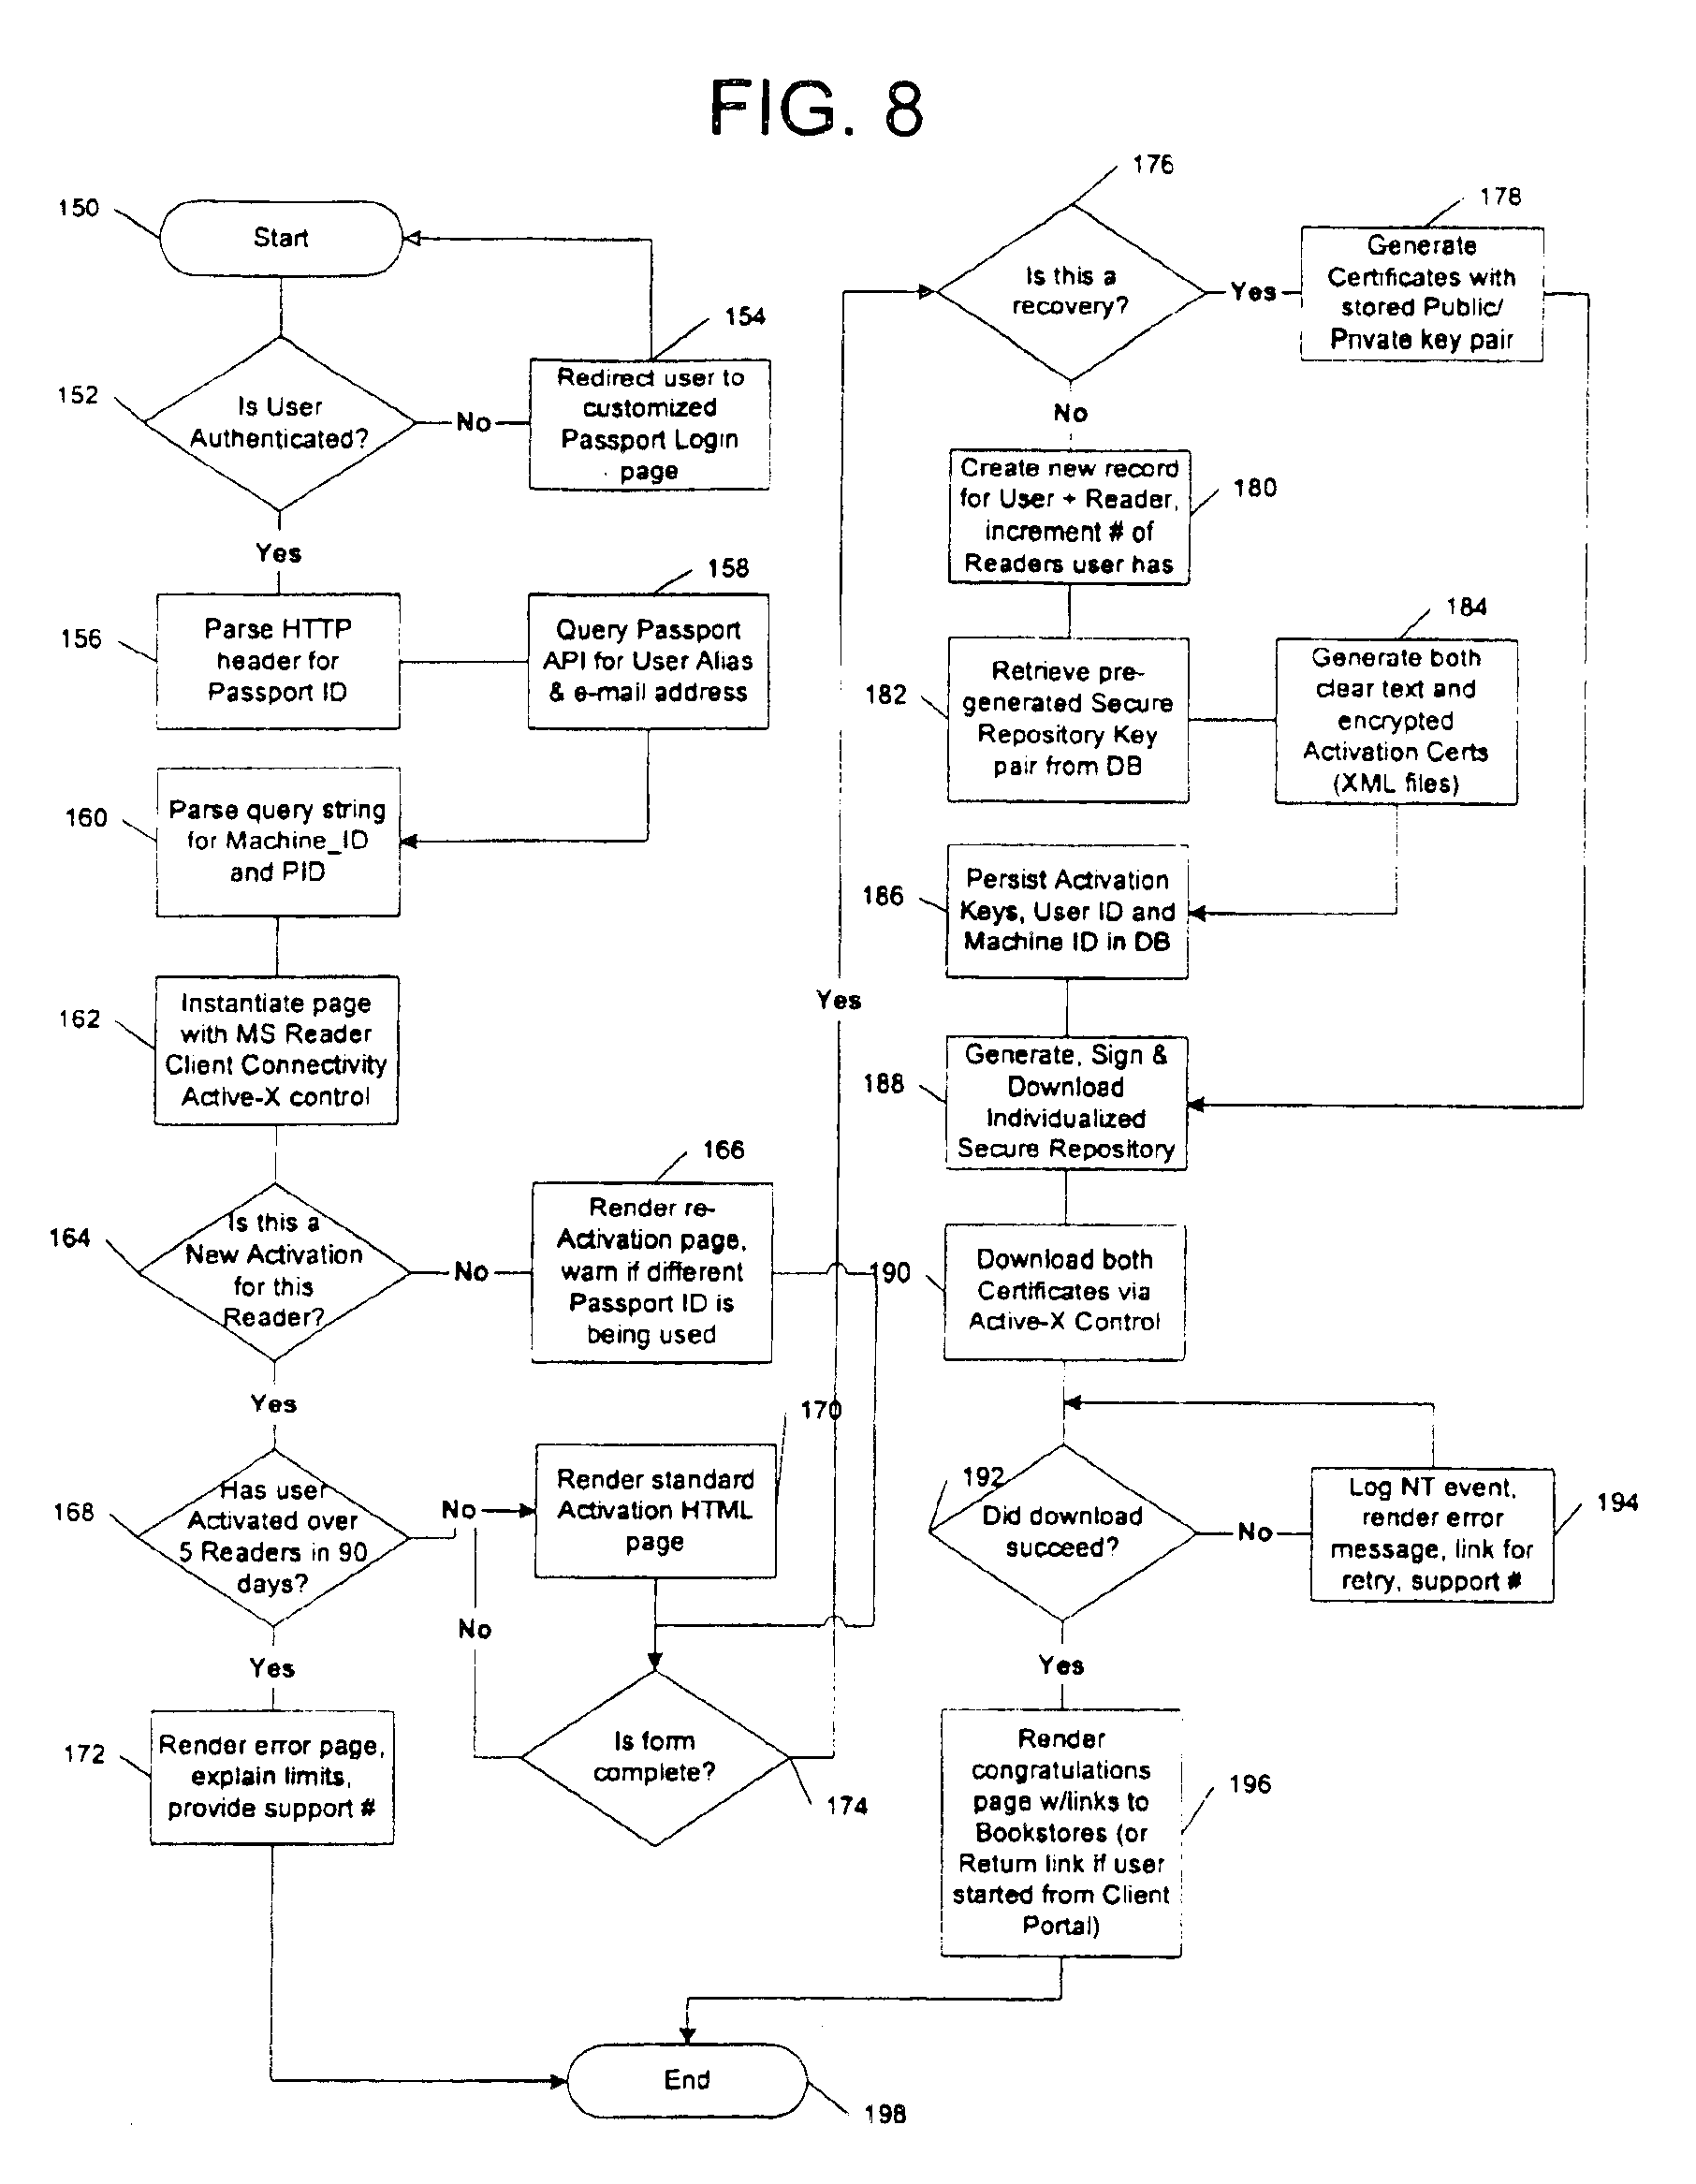 FIG. 8
150
Start
152
Is User
Authenticated?
No
154
Redirect user to
customized
Passport Login
page
Yes
156
Parse HTTP
header for
Passport ID
158
Query Passport
API for User Alias
& e-mail address
160
Parse query string
for Machine_ID
and PID
162
Instantiate page
with MS Reader
Client Connectivity
Active-X control
164
Is this a
New Activation
for this
Reader?
No
166
Render re-
Activation page,
warn if different
Passport ID is
being used
Yes
168
Has user
Activated over
5 Readers in 90
days?
No
170
Render standard
Activation HTML
page
No
Yes
172
Render error page,
explain limits,
provide support #
Is form
complete?
174
Yes
176
Is this a
recovery?
Yes
178
Generate
Certificates with
stored Public/
Private key pair
No
180
Create new record
for User + Reader,
increment # of
Readers user has
182
Retrieve pre-
generated Secure
Repository Key
pair from DB
184
Generate both
clear text and
encrypted
Activation Certs
(XML files)
186
Persist Activation
Keys, User ID and
Machine ID in DB
188
Generate, Sign &
Download
Individualized
Secure Repository
190
Download both
Certificates via
Active-X Control
192
Did download
succeed?
No
194
Log NT event,
render error
message, link for
retry, support #
Yes
196
Render
congratulations
page w/links to
Bookstores (or
Return link if user
started from Client
Portal)
End
198